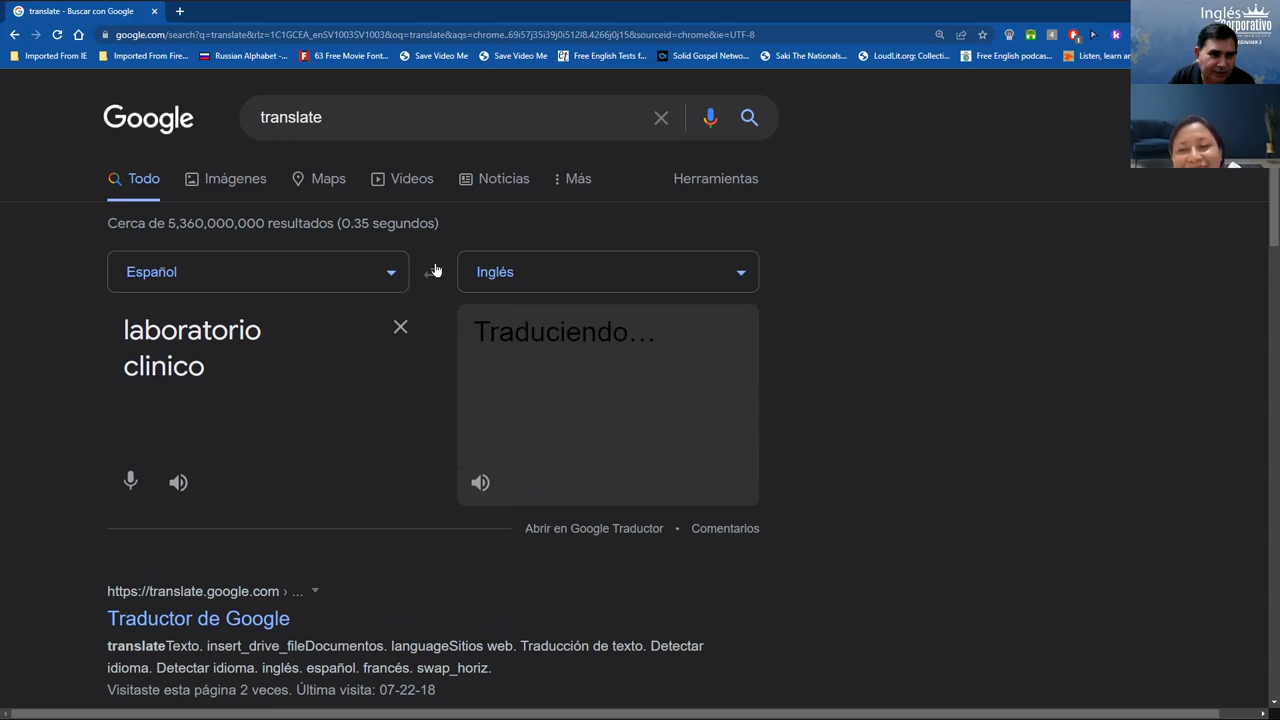 translate - Buscar con Google
google.com/search?q=translate&rlz=1C1GCEA_enSV1003SV1003&oq=translate&aqs=chrome..69i57j35i39j0i512l8.4266j0j15&sourceid=chrome&ie=UTF-8
Imported From IE
Imported From Fire...
Russian Alphabet -...
63 Free Movie Font...
Save Video Me
Save Video Me
Free English Tests f...
Solid Gospel Netwo...
Saki The Nationals...
LoudLit.org: Collecti...
Free English podcas...
Listen, learn an
Inglés
Corporativo
Google
translate
Todo
Imágenes
Maps
Videos
Noticias
Más
Herramientas
Cerca de 5,360,000,000 resultados (0.35 segundos)
Español
Inglés
laboratorio
clinico
Traduciendo…
Abrir en Google Traductor • Comentarios
https://translate.google.com › ...
Traductor de Google
translateTexto. insert_drive_fileDocumentos. languageSitios web. Traducción de texto. Detectar
idioma. Detectar idioma. inglés. español. francés. swap_horiz.
Visitaste esta página 2 veces. Última visita: 07-22-18